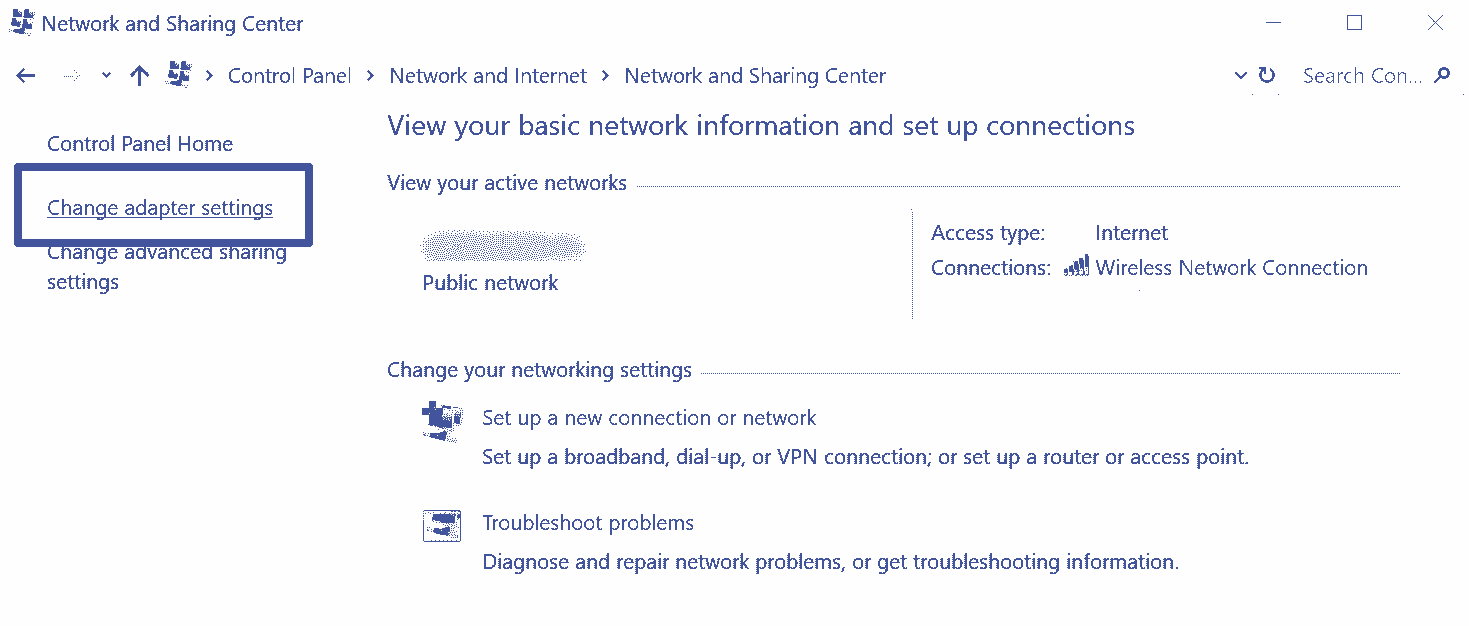 Network and Sharing Center
Control Panel > Network and Internet > Network and Sharing Center
Search Con...
Control Panel Home
Change adapter settings
Change advanced sharing
settings
View your basic network information and set up connections
View your active networks
Public network
Access type: Internet
Connections: Wireless Network Connection
Change your networking settings
Set up a new connection or network
Set up a broadband, dial-up, or VPN connection; or set up a router or access point.
Troubleshoot problems
Diagnose and repair network problems, or get troubleshooting information.